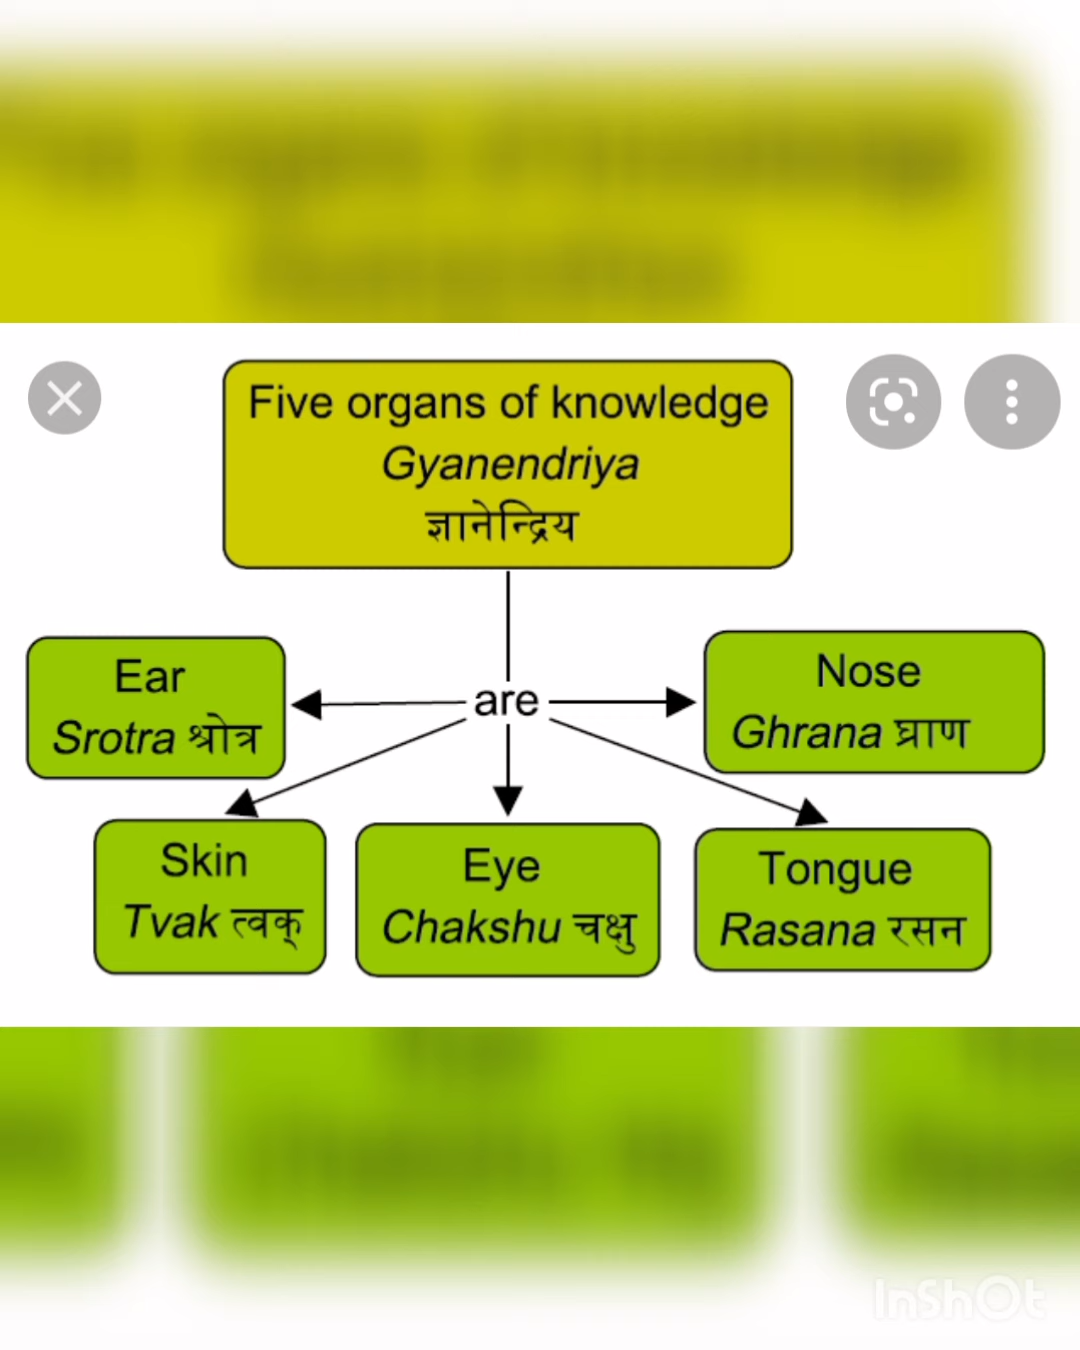 Five organs of knowledge
Gyanendriya
ज्ञानेन्द्रिय
are
Ear
Srotra श्रोत्र
Nose
Ghrana घ्राण
Skin
Tvak त्वक्
Eye
Chakshu चक्षु
Tongue
Rasana रसन
InShOt